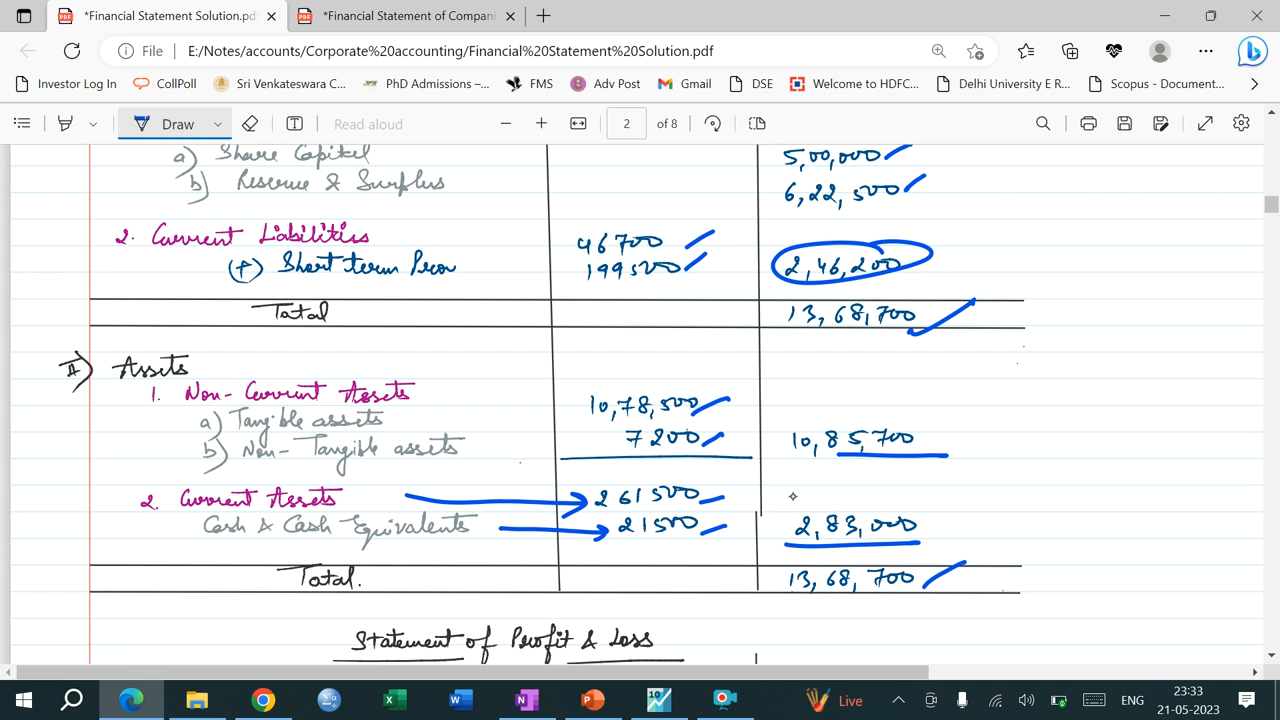 *Financial Statement Solution.pd
*Financial Statement of Compani
File
E:/Notes/accounts/Corporate%20accounting/Financial%20Statement%20Solution.pdf
Investor Log In
CollPoll
Sri Venkateswara C...
PhD Admissions –...
FMS
Adv Post
Gmail
DSE
Welcome to HDFC...
Delhi University E R...
Scopus - Document...
Draw
Read aloud
2 of 8
a) Share Capital 5,00,000
b) Reserve & Surplus 6,22,500
2. Current Liabilities 46700
(+) Short term Prov 199500 2,46,200
Total 13,68,700
II) Assets
1. Non-Current Assets
a) Tangible assets 10,78,500
b) Non-Tangible assets 7200 10,85,700
2. Current Assets 261500
Cash & Cash Equivalents 21500 2,83,000
Total. 13,68,700
Statement of Profit & Loss
10
Live
ENG
23:33
21-05-2023